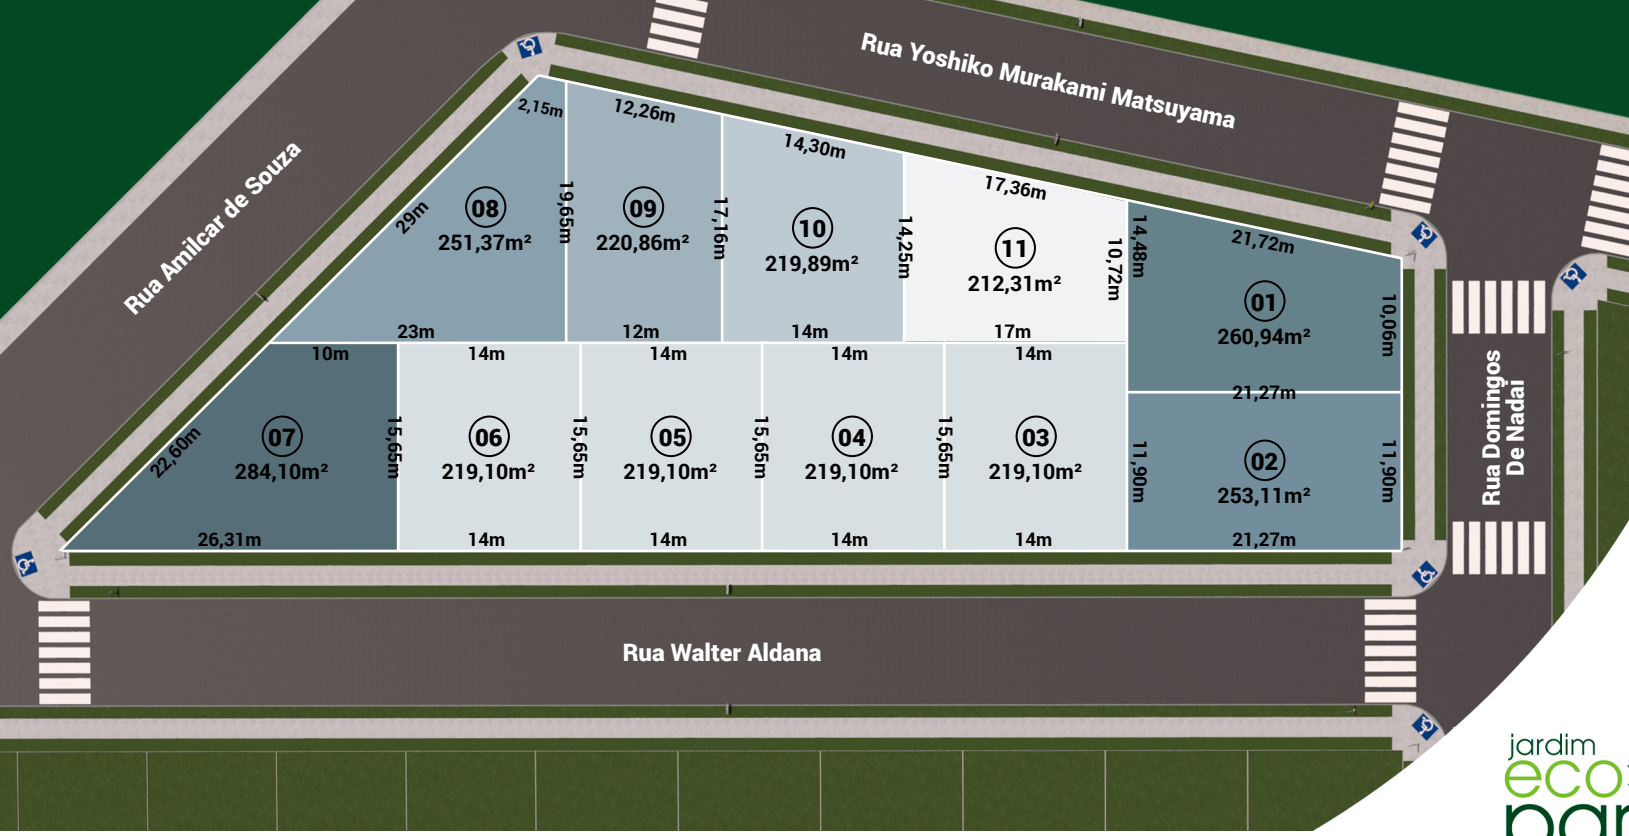 Rua Yoshiko Murakami Matsuyama
Rua Amilcar de Souza
2,15m
12,26m
14,30m
17,36m
21,72m
29m
08
251,37m²
19,65m
09
220,86m²
17,16m
10
219,89m²
14,25m
11
212,31m²
10,72m
14,48m
01
260,94m²
10,06m
23m
12m
14m
17m
10m
14m
14m
14m
14m
21,27m
22,60m
07
284,10m²
15,65m
06
219,10m²
15,65m
05
219,10m²
15,65m
04
219,10m²
15,65m
03
219,10m²
11,90m
02
253,11m²
11,90m
26,31m
14m
14m
14m
14m
21,27m
Rua Domingos
De Nadai
Rua Walter Aldana
jardim
eco
par